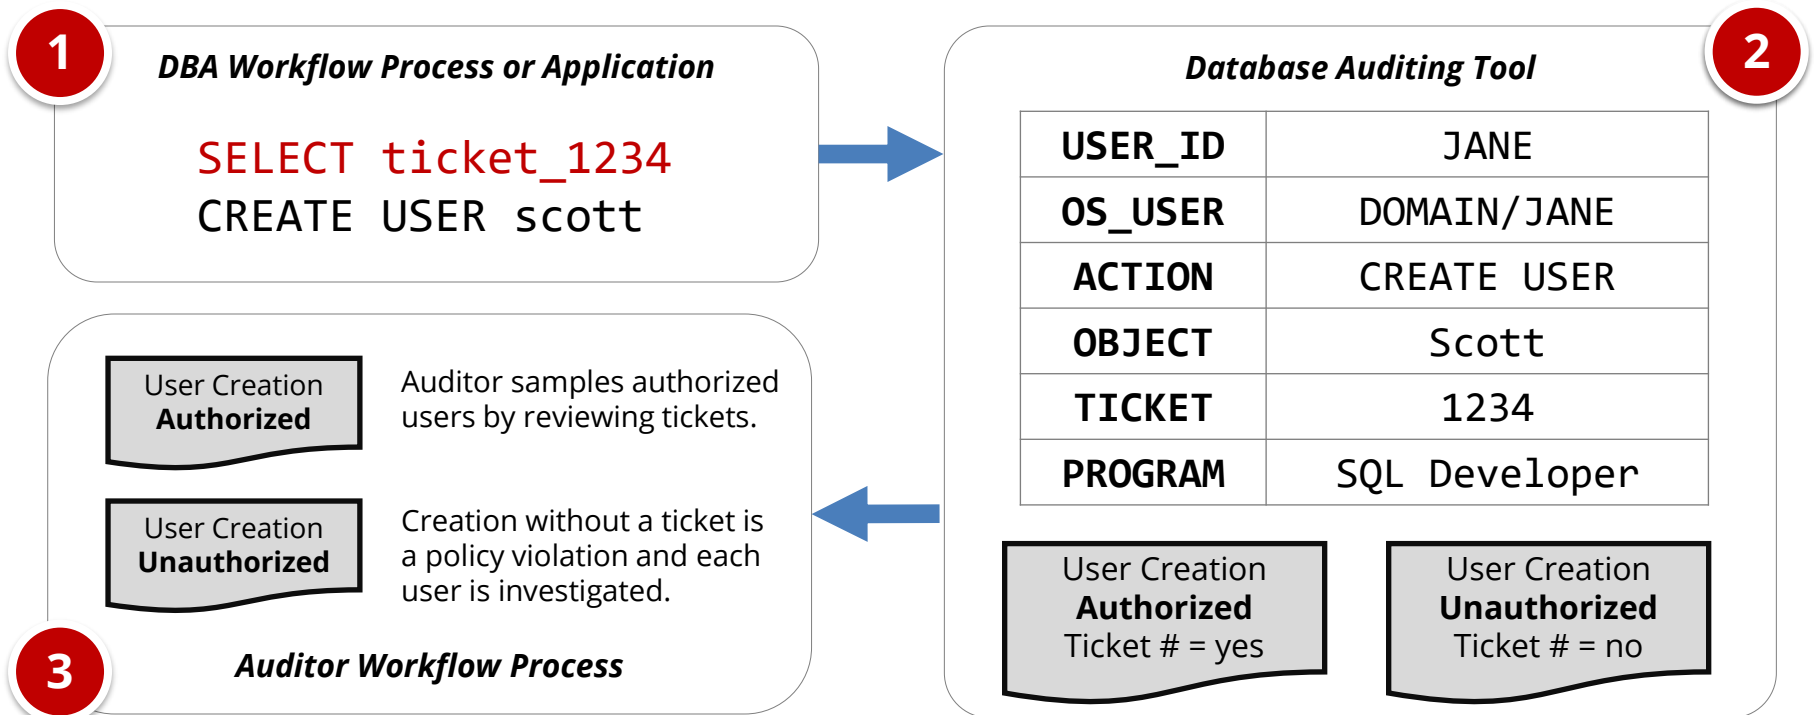 1
DBA Workflow Process or Application
SELECT ticket_1234
CREATE USER scott
2
Database Auditing Tool
USER_ID JANE
OS_USER DOMAIN/JANE
ACTION CREATE USER
OBJECT Scott
TICKET 1234
PROGRAM SQL Developer
User Creation
Authorized
Ticket # = yes
User Creation
Unauthorized
Ticket # = no
User Creation
Authorized
Auditor samples authorized
users by reviewing tickets.
User Creation
Unauthorized
Creation without a ticket is
a policy violation and each
user is investigated.
3
Auditor Workflow Process